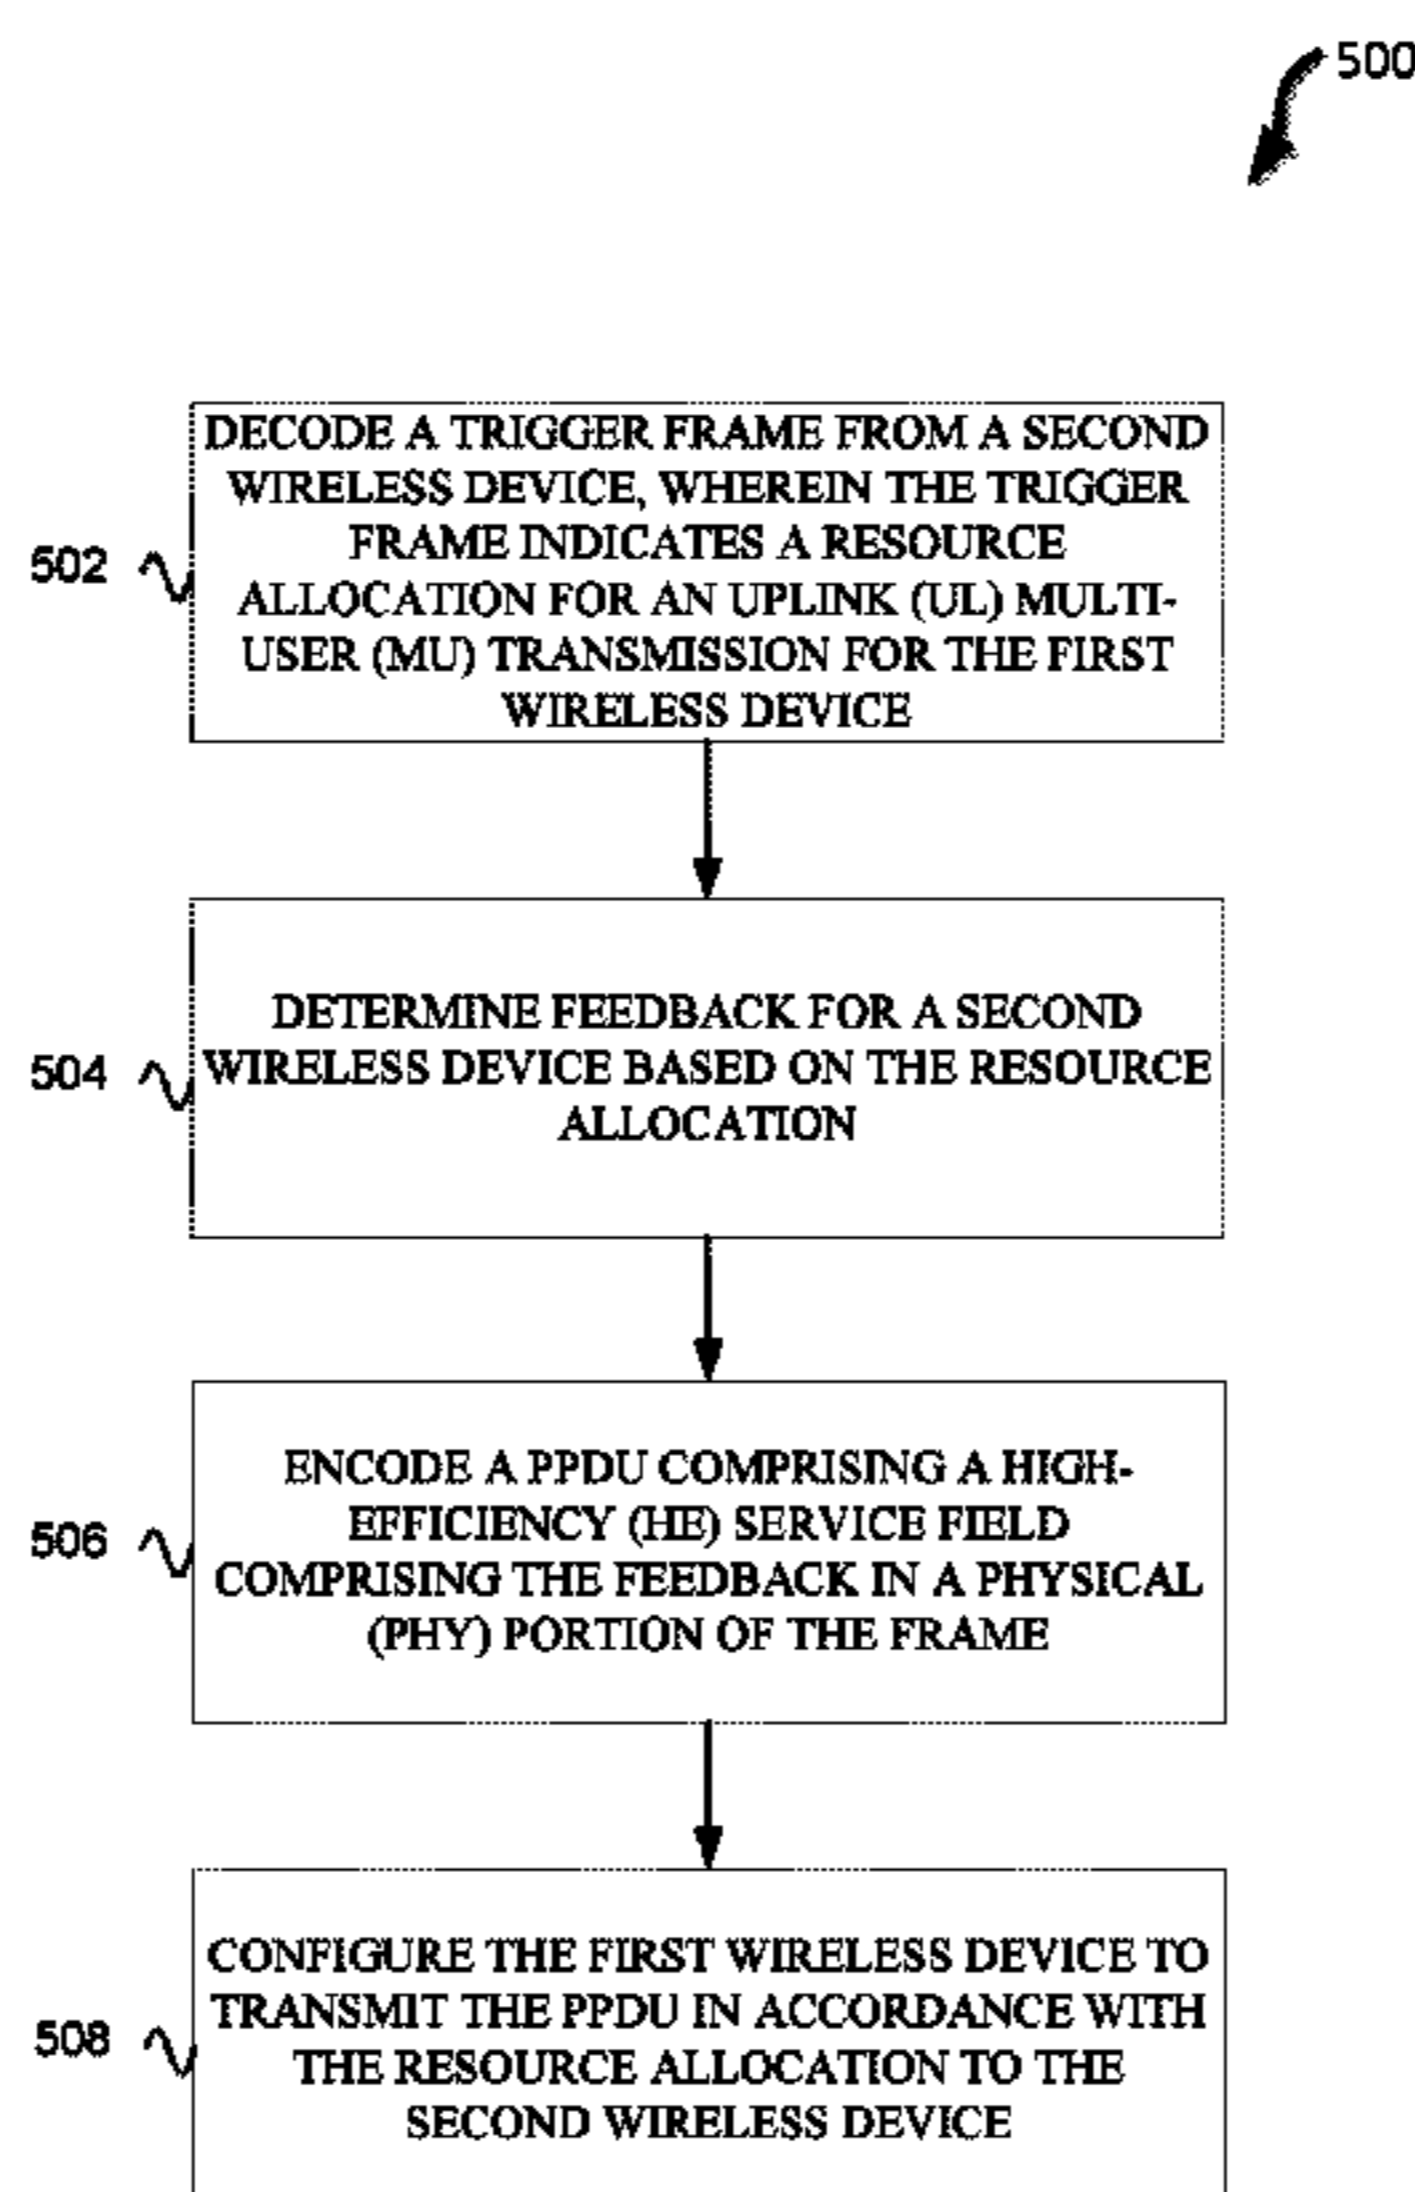 500
DECODE A TRIGGER FRAME FROM A SECOND
WIRELESS DEVICE, WHEREIN THE TRIGGER
FRAME INDICATES A RESOURCE
ALLOCATION FOR AN UPLINK (UL) MULTI-
USER (MU) TRANSMISSION FOR THE FIRST
WIRELESS DEVICE
502
DETERMINE FEEDBACK FOR A SECOND
WIRELESS DEVICE BASED ON THE RESOURCE
ALLOCATION
504
ENCODE A PPDU COMPRISING A HIGH-
EFFICIENCY (HE) SERVICE FIELD
COMPRISING THE FEEDBACK IN A PHYSICAL
(PHY) PORTION OF THE FRAME
506
CONFIGURE THE FIRST WIRELESS DEVICE TO
TRANSMIT THE PPDU IN ACCORDANCE WITH
THE RESOURCE ALLOCATION TO THE
SECOND WIRELESS DEVICE
508